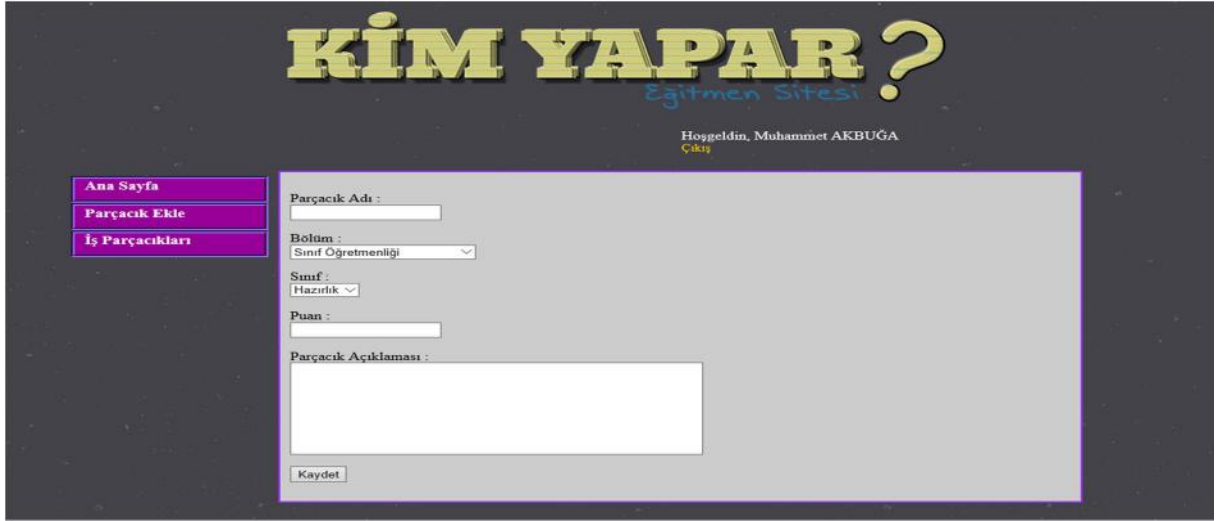 KİM YAPAR?
Eğitmen Sitesi
Hoşgeldin, Muhammet AKBUĞA
Çıkış
Ana Sayfa
Parçacık Ekle
İş Parçacıkları
Parçacık Adı :
Bölüm :
Sınıf Öğretmenliği
Sınıf :
Hazırlık
Puan :
Parçacık Açıklaması :
Kaydet